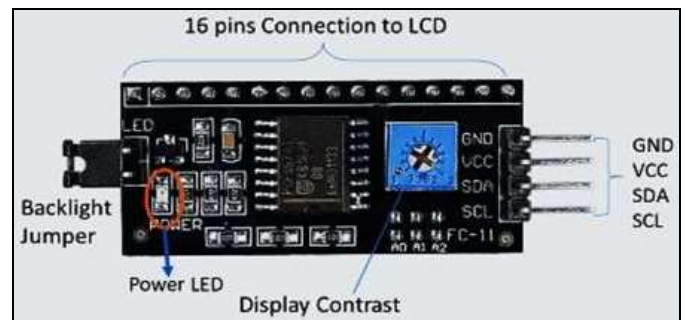 16 pins Connection to LCD
LED
GND
VCC
SDA
SCL
GND
VCC
SDA
SCL
Backlight
Jumper
POWER
A0 A1 A2
FC-11
Power LED
Display Contrast